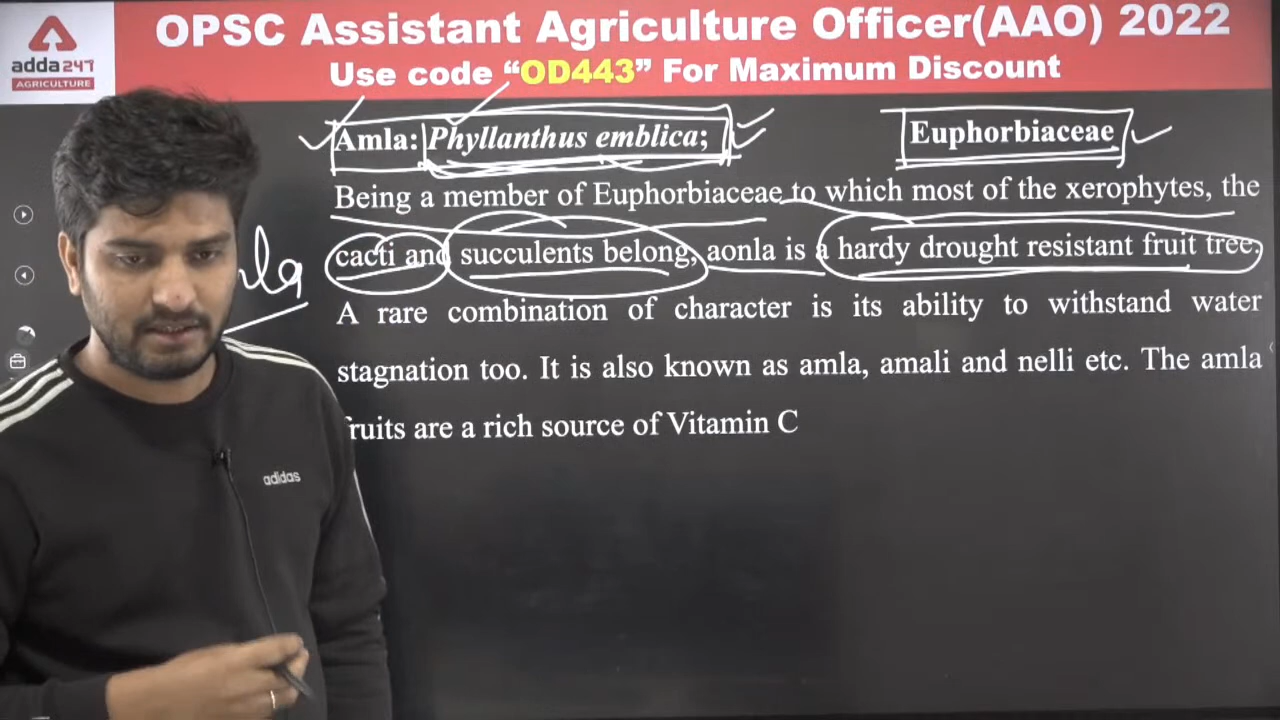 OPSC Assistant Agriculture Officer(AAO) 2022
adda247
AGRICULTURE
Use code “OD443” For Maximum Discount
Amla: Phyllanthus emblica; Euphorbiaceae
Being a member of Euphorbiaceae to which most of the xerophytes, the
cacti and succulents belong, aonla is a hardy drought resistant fruit tree.
A rare combination of character is its ability to withstand water
stagnation too. It is also known as amla, amali and nelli etc. The amla
fruits are a rich source of Vitamin C
adidas